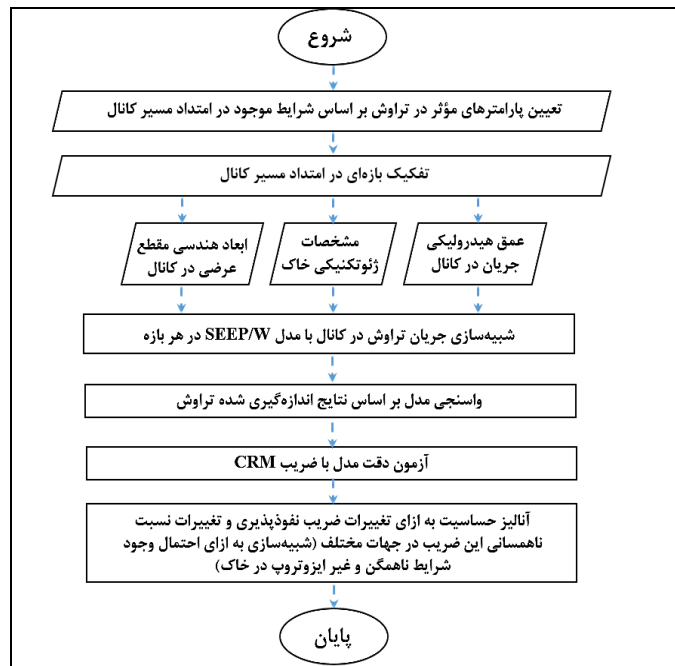 شروع
تعیین پارامترهای مؤثر در تراوش بر اساس شرایط موجود در امتداد مسیر کانال
تفکیک بازه‌ای در امتداد مسیر کانال
عمق هیدرولیکی
جریان در کانال
مشخصات
ژئوتکنیکی خاک
ابعاد هندسی مقطع
عرضی در کانال
شبیه‌سازی جریان تراوش در کانال با مدل SEEP/W در هر بازه
واسنجی مدل بر اساس نتایج اندازه‌گیری شده تراوش
آزمون دقت مدل با ضریب CRM
آنالیز حساسیت به ازای تغییرات ضریب نفوذپذیری و تغییرات نسبت
ناهمسانی این ضریب در جهات مختلف (شبیه‌سازی به ازای احتمال وجود
شرایط ناهمگن و غیر ایزوتروپ در خاک)
پایان